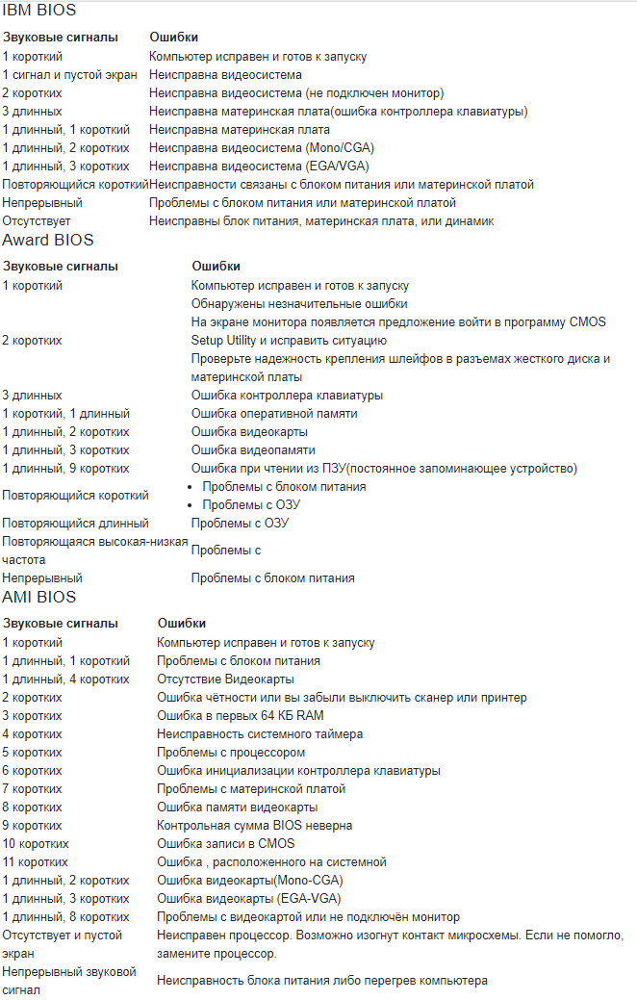 IBM BIOS
Звуковые сигналы Ошибки
1 короткий Компьютер исправен и готов к запуску
1 сигнал и пустой экран Неисправна видеосистема
2 коротких Неисправна видеосистема (не подключен монитор)
3 длинных Неисправна материнская плата(ошибка контроллера клавиатуры)
1 длинный, 1 короткий Неисправна материнская плата
1 длинный, 2 коротких Неисправна видеосистема (Mono/CGA)
1 длинный, 3 коротких Неисправна видеосистема (EGA/VGA)
Повторяющийся короткий Неисправности связаны с блоком питания или материнской платой
Непрерывный Проблемы с блоком питания или материнской платой
Отсутствует Неисправны блок питания, материнская плата, или динамик
Award BIOS
Звуковые сигналы Ошибки
1 короткий Компьютер исправен и готов к запуску
Обнаружены незначительные ошибки
На экране монитора появляется предложение войти в программу CMOS
2 коротких Setup Utility и исправить ситуацию
Проверьте надежность крепления шлейфов в разъемах жесткого диска и
материнской платы
3 длинных Ошибка контроллера клавиатуры
1 короткий, 1 длинный Ошибка оперативной памяти
1 длинный, 2 коротких Ошибка видеокарты
1 длинный, 3 коротких Ошибка видеопамяти
1 длинный, 9 коротких Ошибка при чтении из ПЗУ(постоянное запоминающее устройство)
• Проблемы с блоком питания
Повторяющийся короткий
• Проблемы с ОЗУ
Повторяющийся длинный Проблемы с ОЗУ
Повторяющаяся высокая-низкая
частота Проблемы с
Непрерывный Проблемы с блоком питания
AMI BIOS
Звуковые сигналы Ошибки
1 короткий Компьютер исправен и готов к запуску
1 длинный, 1 короткий Проблемы с блоком питания
1 длинный, 4 коротких Отсутствие Видеокарты
2 коротких Ошибка чётности или вы забыли выключить сканер или принтер
3 коротких Ошибка в первых 64 КБ RAM
4 коротких Неисправность системного таймера
5 коротких Проблемы с процессором
6 коротких Ошибка инициализации контроллера клавиатуры
7 коротких Проблемы с материнской платой
8 коротких Ошибка памяти видеокарты
9 коротких Контрольная сумма BIOS неверна
10 коротких Ошибка записи в CMOS
11 коротких Ошибка , расположенного на системной
1 длинный, 2 коротких Ошибка видеокарты(Mono-CGA)
1 длинный, 3 коротких Ошибка видеокарты (EGA-VGA)
1 длинный, 8 коротких Проблемы с видеокартой или не подключён монитор
Отсутствует и пустой Неисправен процессор. Возможно изогнут контакт микросхемы. Если не помогло,
экран замените процессор.
Непрерывный звуковой
сигнал Неисправность блока питания либо перегрев компьютера